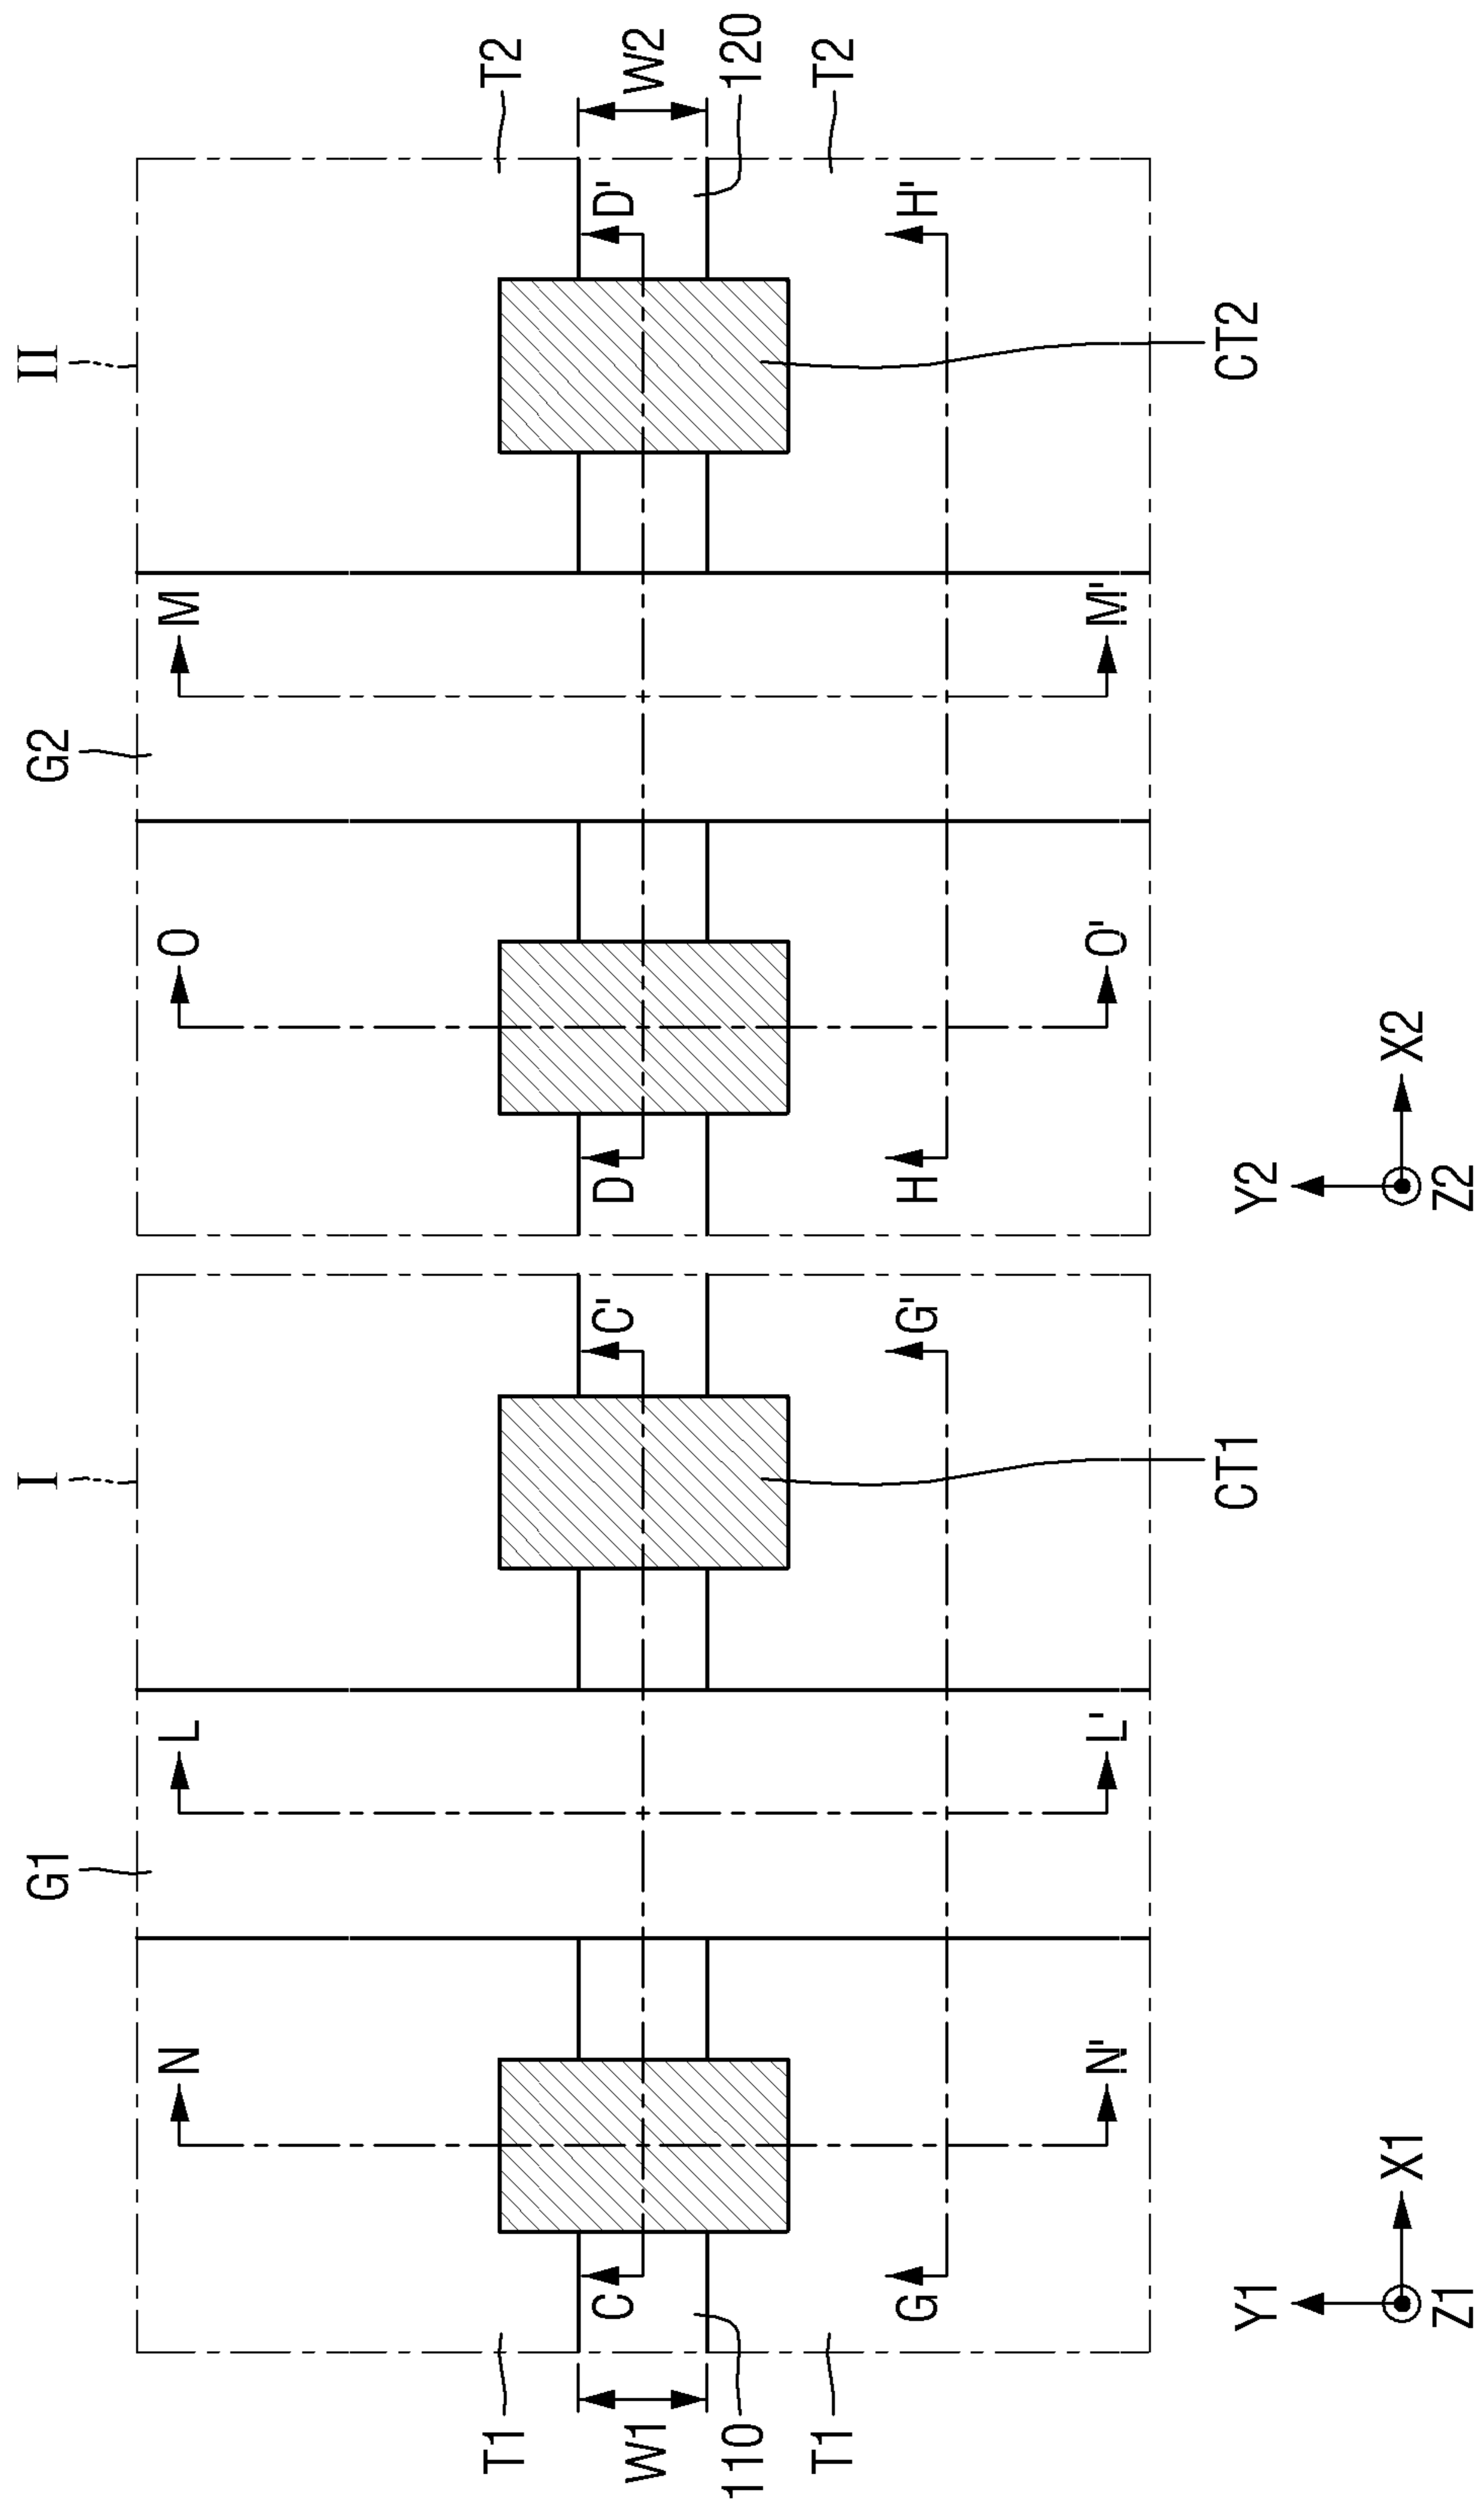 I
II
G1
G2
N
L
O
M
T1
T2
C
C'
D
D'
W1
W2
110
120
T1
T2
G
G'
H
H'
N'
L'
O'
M'
CT1
CT2
Y1
X1
Z1
Y2
X2
Z2